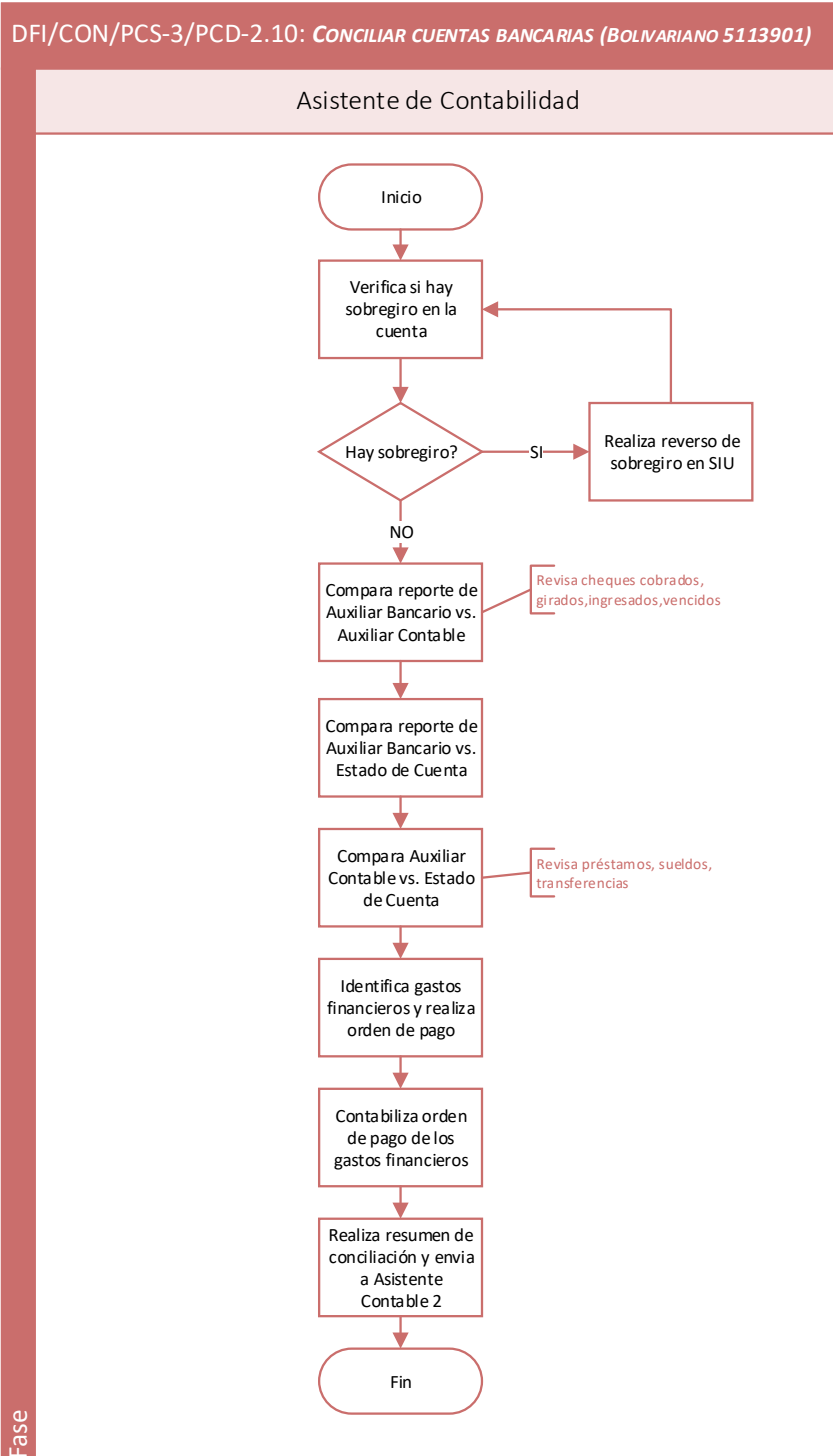 DFI/CON/PCS-3/PCD-2.10: CONCILIAR CUENTAS BANCARIAS (BOLIVARIANO 5113901)
Asistente de Contabilidad
Inicio
Verifica si hay
sobregiro en la
cuenta
Hay sobregiro?
SI
Realiza reverso de
sobregiro en SIU
NO
Compara reporte de
Auxiliar Bancario vs.
Auxiliar Contable
Revisa cheques cobrados,
girados,ingresados,vencidos
Compara reporte de
Auxiliar Bancario vs.
Estado de Cuenta
Compara Auxiliar
Contable vs. Estado
de Cuenta
Revisa préstamos, sueldos,
transferencias
Identifica gastos
financieros y realiza
orden de pago
Contabiliza orden
de pago de los
gastos financieros
Realiza resumen de
conciliación y envia
a Asistente
Contable 2
Fin
Fase